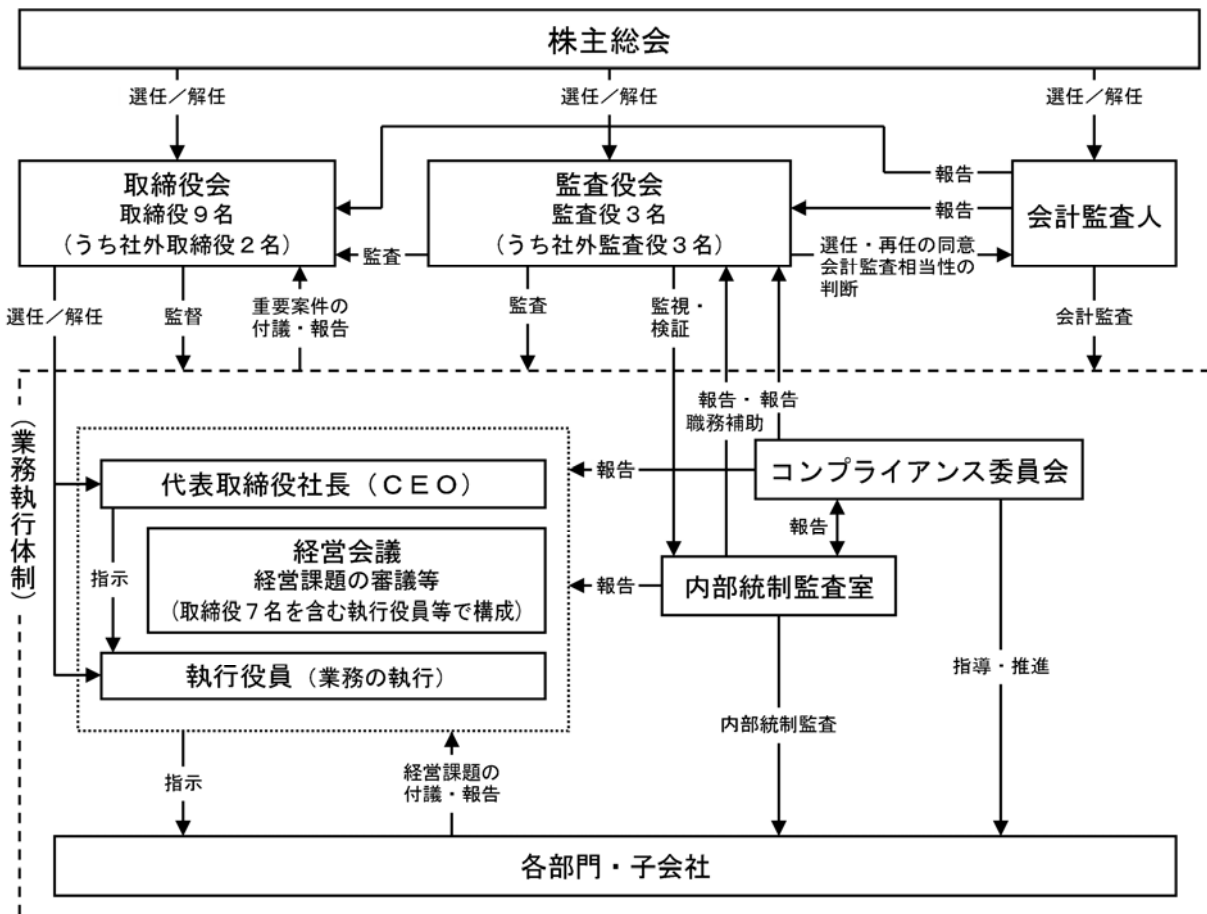 株主総会
選任／解任
選任／解任
選任／解任
取締役会
取締役９名
（うち社外取締役２名）
監査役会
監査役３名
（うち社外監査役３名）
会計監査人
報告
報告
監査
選任・再任の同意
会計監査相当性の
判断
選任／解任
監督
重要案件の
付議・報告
監査
監視・
検証
会計監査
（業務執行体制）
報告・
職務補助
報告
代表取締役社長（ＣＥＯ）
報告
コンプライアンス委員会
指示
経営会議
経営課題の審議等
（取締役７名を含む執行役員等で構成）
報告
報告
内部統制監査室
執行役員（業務の執行）
指導・推進
内部統制監査
指示
経営課題の
付議・報告
各部門・子会社